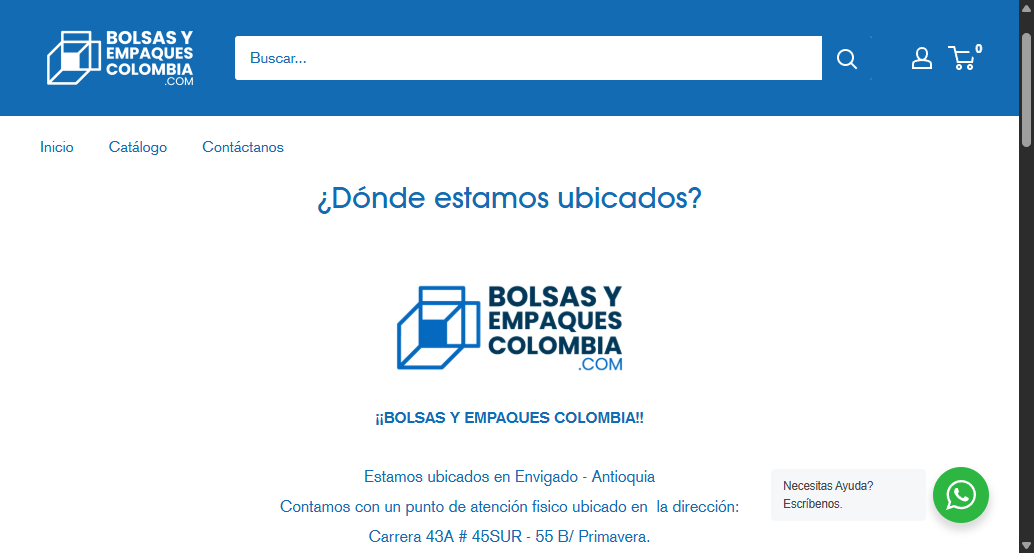 BOLSAS Y
EMPAQUES
COLOMBIA
.COM
Buscar...
0
Inicio
Catálogo
Contáctanos
¿Dónde estamos ubicados?
BOLSAS Y
EMPAQUES
COLOMBIA
.COM
¡¡BOLSAS Y EMPAQUES COLOMBIA!!
Estamos ubicados en Envigado - Antioquia
Contamos con un punto de atención fisico ubicado en la dirección:
Carrera 43A # 45SUR - 55 B/ Primavera.
Necesitas Ayuda?
Escríbenos.